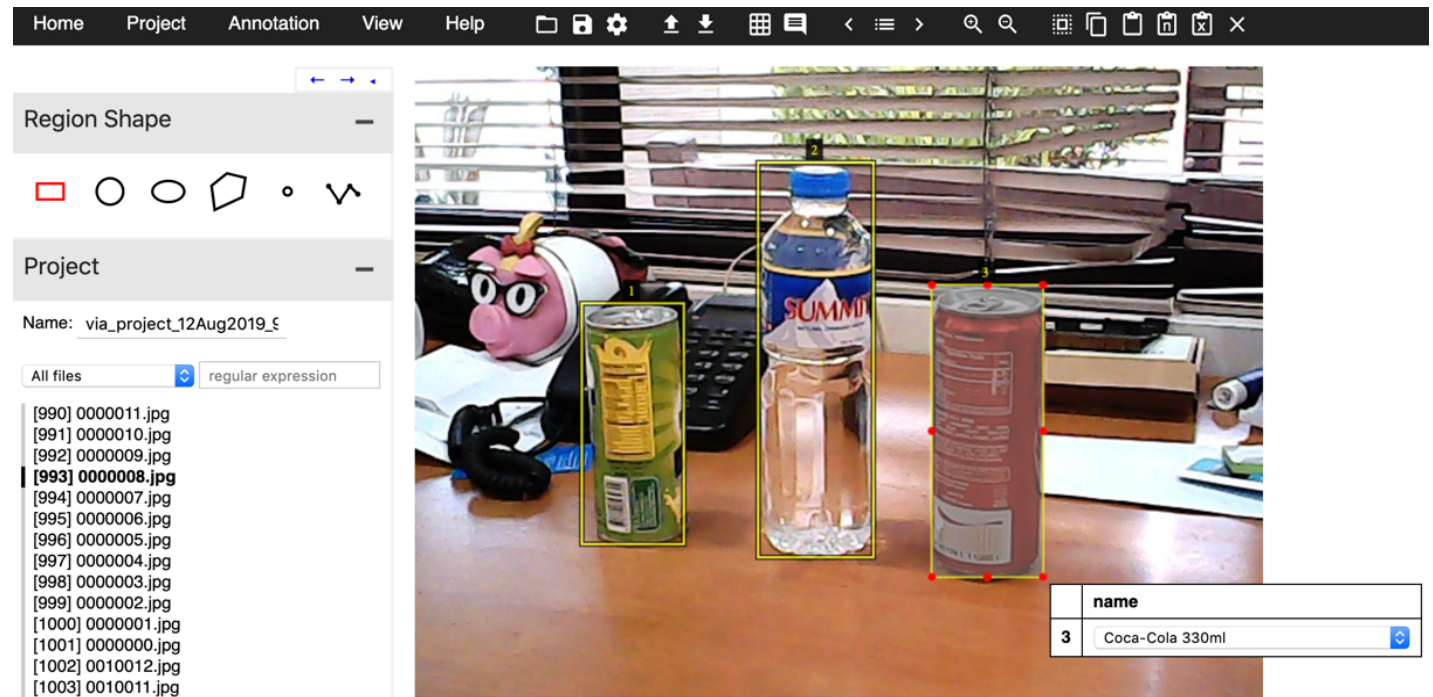 Home Project Annotation View Help
Region Shape
Project
Name: via_project_12Aug2019_9
All files regular expression
[990] 0000011.jpg
[991] 0000010.jpg
[992] 0000009.jpg
[993] 0000008.jpg
[994] 0000007.jpg
[995] 0000006.jpg
[996] 0000005.jpg
[997] 0000004.jpg
[998] 0000003.jpg
[999] 0000002.jpg
[1000] 0000001.jpg
[1001] 0000000.jpg
[1002] 0010012.jpg
[1003] 0010011.jpg
1
2
3
SUMMIT
name
3 Coca-Cola 330ml